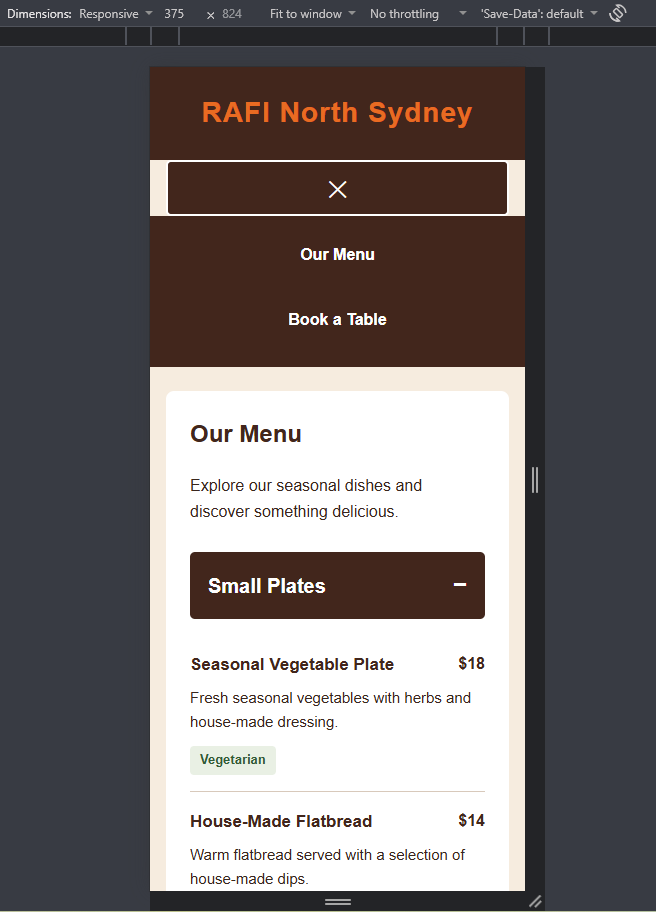 Dimensions: Responsive 375 × 824 Fit to window No throttling 'Save-Data': default
RAFI North Sydney
Our Menu
Book a Table
Our Menu
Explore our seasonal dishes and
discover something delicious.
Small Plates −
Seasonal Vegetable Plate $18
Fresh seasonal vegetables with herbs and
house-made dressing.
Vegetarian
House-Made Flatbread $14
Warm flatbread served with a selection of
house-made dips.